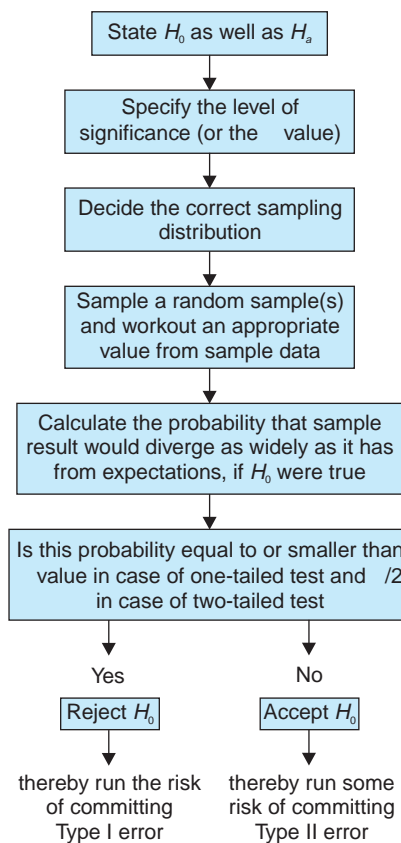 State H0 as well as Ha
Specify the level of
significance (or the value)
Decide the correct sampling
distribution
Sample a random sample(s)
and workout an appropriate
value from sample data
Calculate the probability that sample
result would diverge as widely as it has
from expectations, if H0 were true
Is this probability equal to or smaller than
value in case of one-tailed test and /2
in case of two-tailed test
Yes
No
Reject H0
Accept H0
thereby run the risk
of committing
Type I error
thereby run some
risk of committing
Type II error